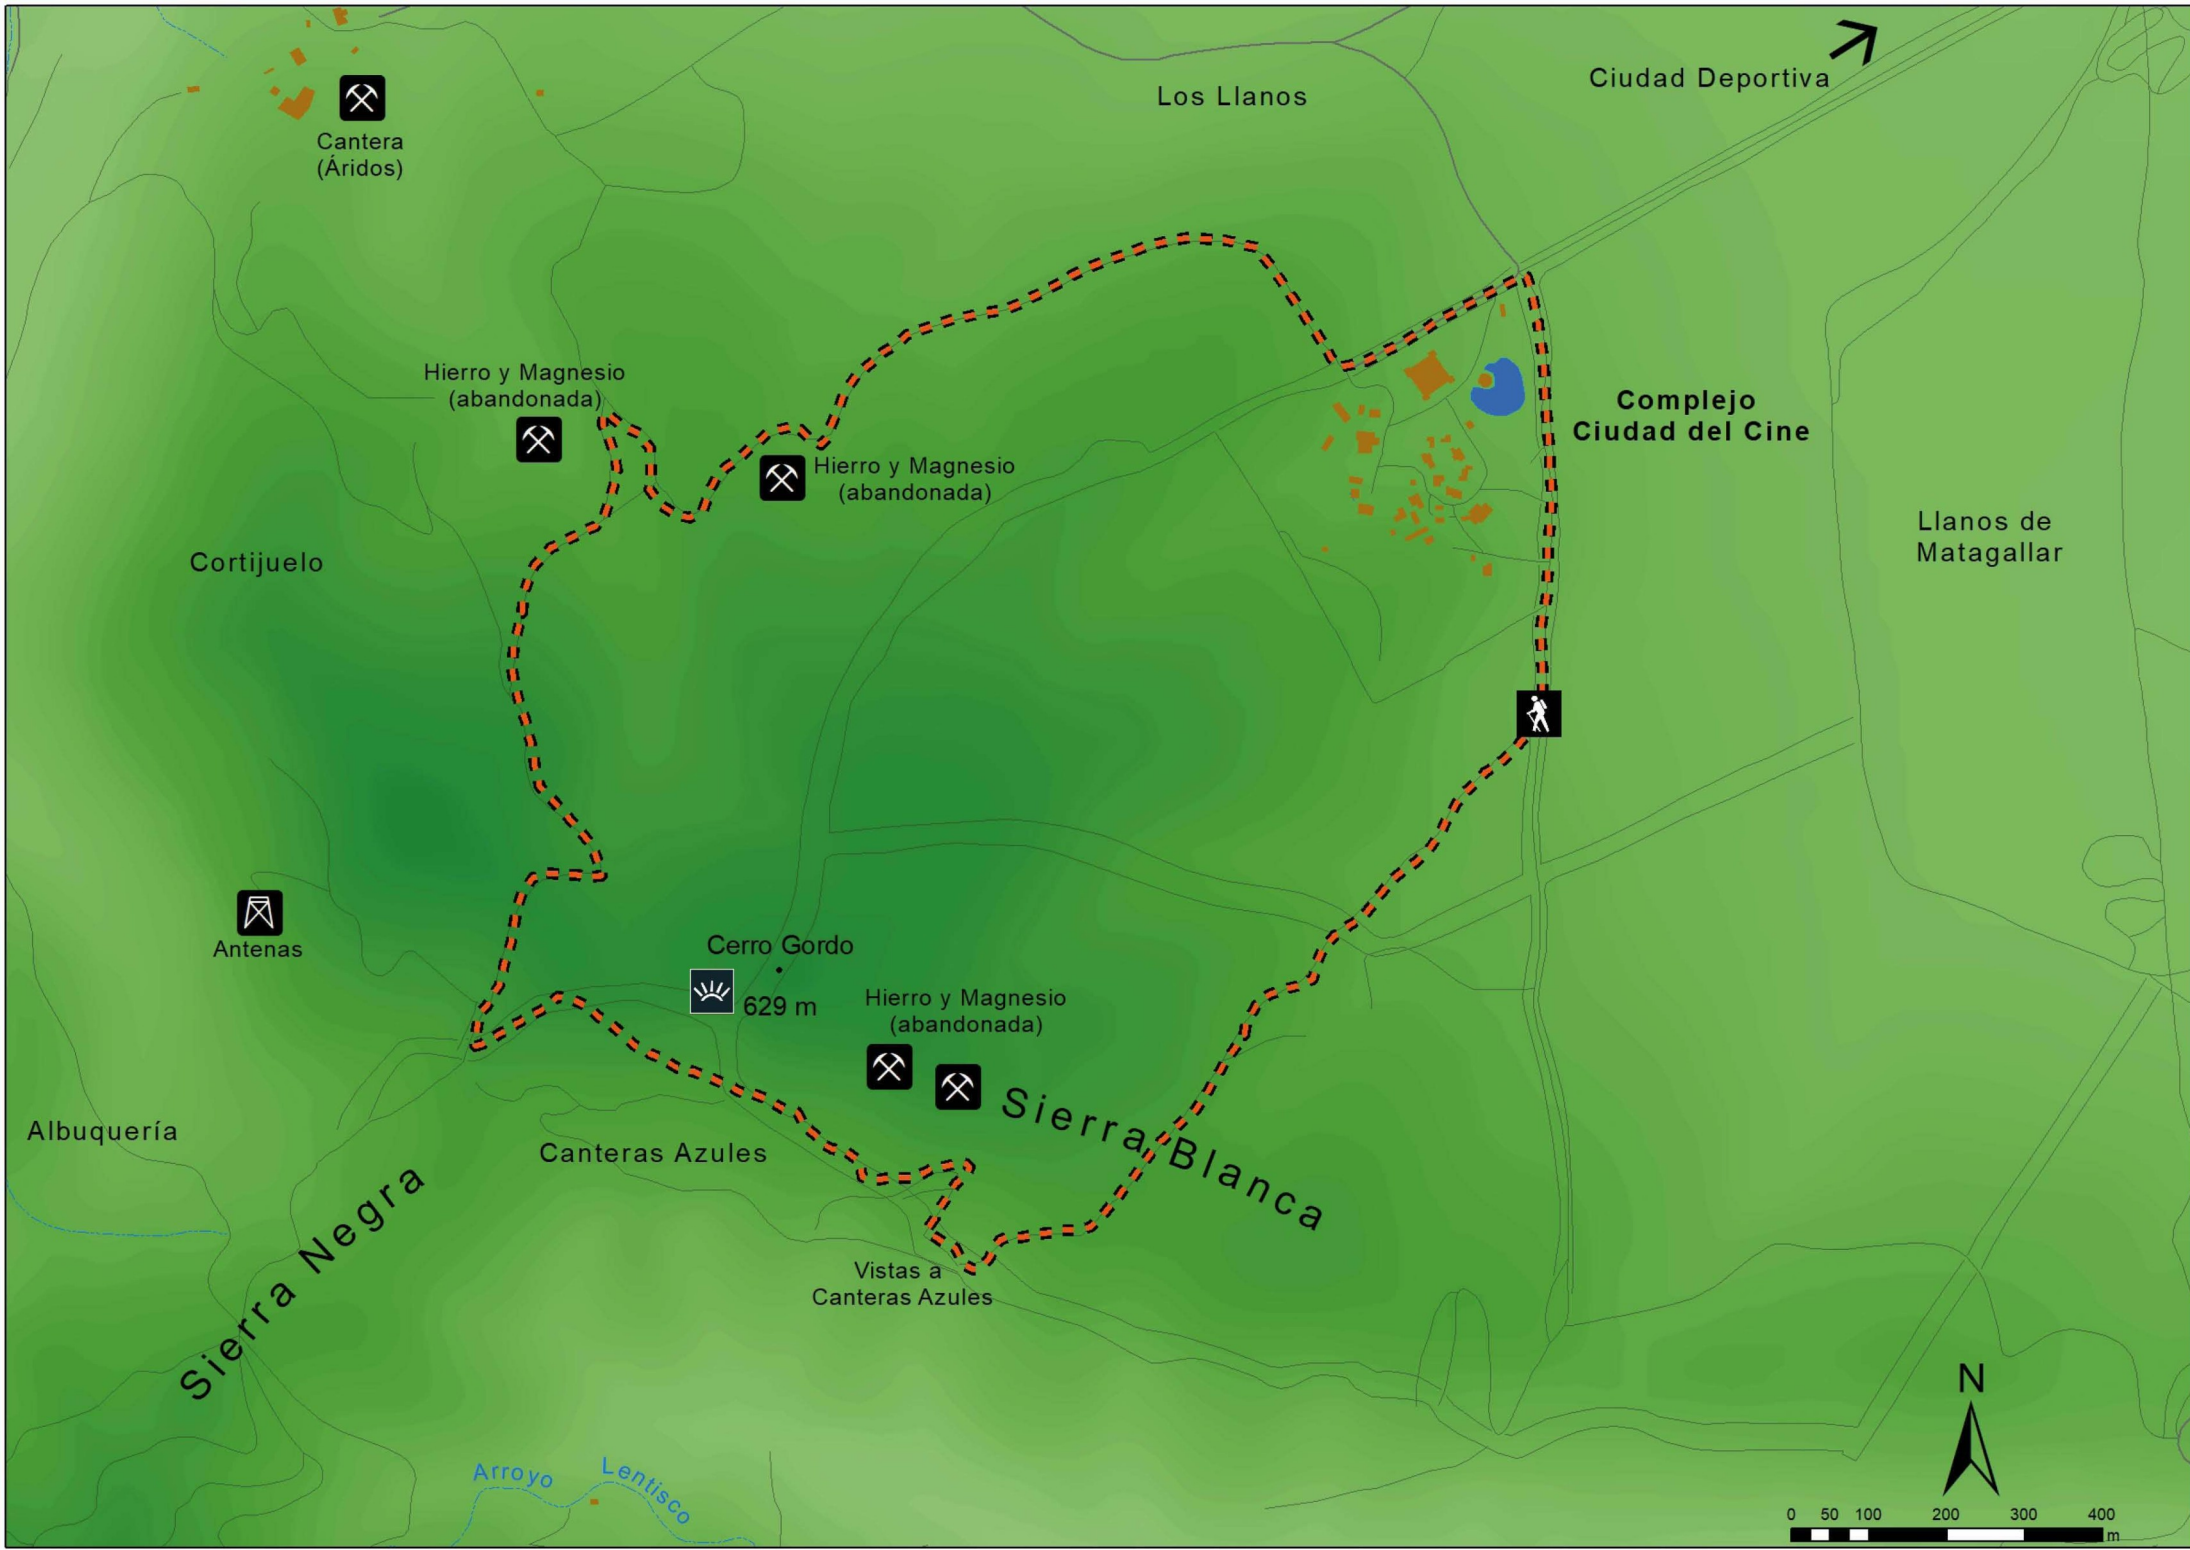 Ciudad Deportiva
Los Llanos
Cantera
(Áridos)
Hierro y Magnesio
(abandonada)
Complejo
Ciudad del Cine
Hierro y Magnesio
(abandonada)
Llanos de
Matagallar
Cortijuelo
Antenas
Cerro Gordo
629 m
Hierro y Magnesio
(abandonada)
Sierra Blanca
Albuquería
Canteras Azules
Sierra Negra
Vistas a
Canteras Azules
N
Arroyo Lentisco
0 50 100 200 300 400
m